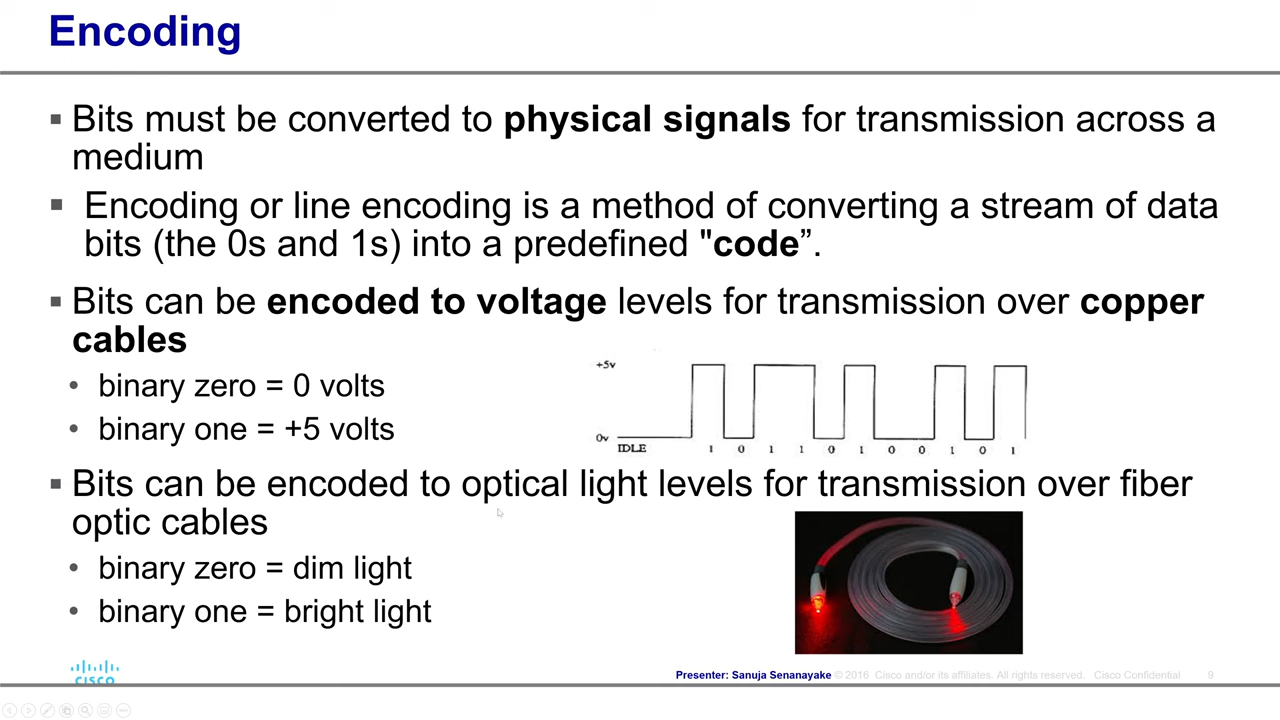 Encoding
Bits must be converted to physical signals for transmission across a
medium
Encoding or line encoding is a method of converting a stream of data
bits (the 0s and 1s) into a predefined "code”.
Bits can be encoded to voltage levels for transmission over copper
cables
binary zero = 0 volts
binary one = +5 volts
+5v
0v
IDLE 1 0 1 1 0 1 0 0 1 0 1
Bits can be encoded to optical light levels for transmission over fiber
optic cables
binary zero = dim light
binary one = bright light
CISCO
Presenter: Sanuja Senanayake © 2016 Cisco and/or its affiliates. All rights reserved. Cisco Confidential 9